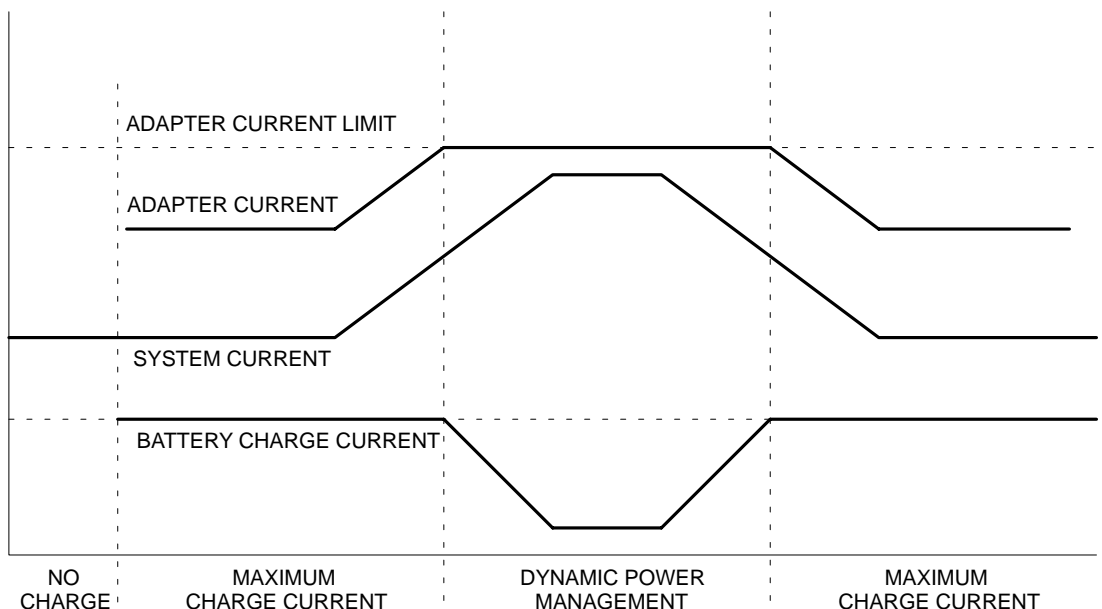 ADAPTER CURRENT LIMIT
ADAPTER CURRENT
SYSTEM CURRENT
BATTERY CHARGE CURRENT
NO
CHARGE
MAXIMUM
CHARGE CURRENT
DYNAMIC POWER
MANAGEMENT
MAXIMUM
CHARGE CURRENT